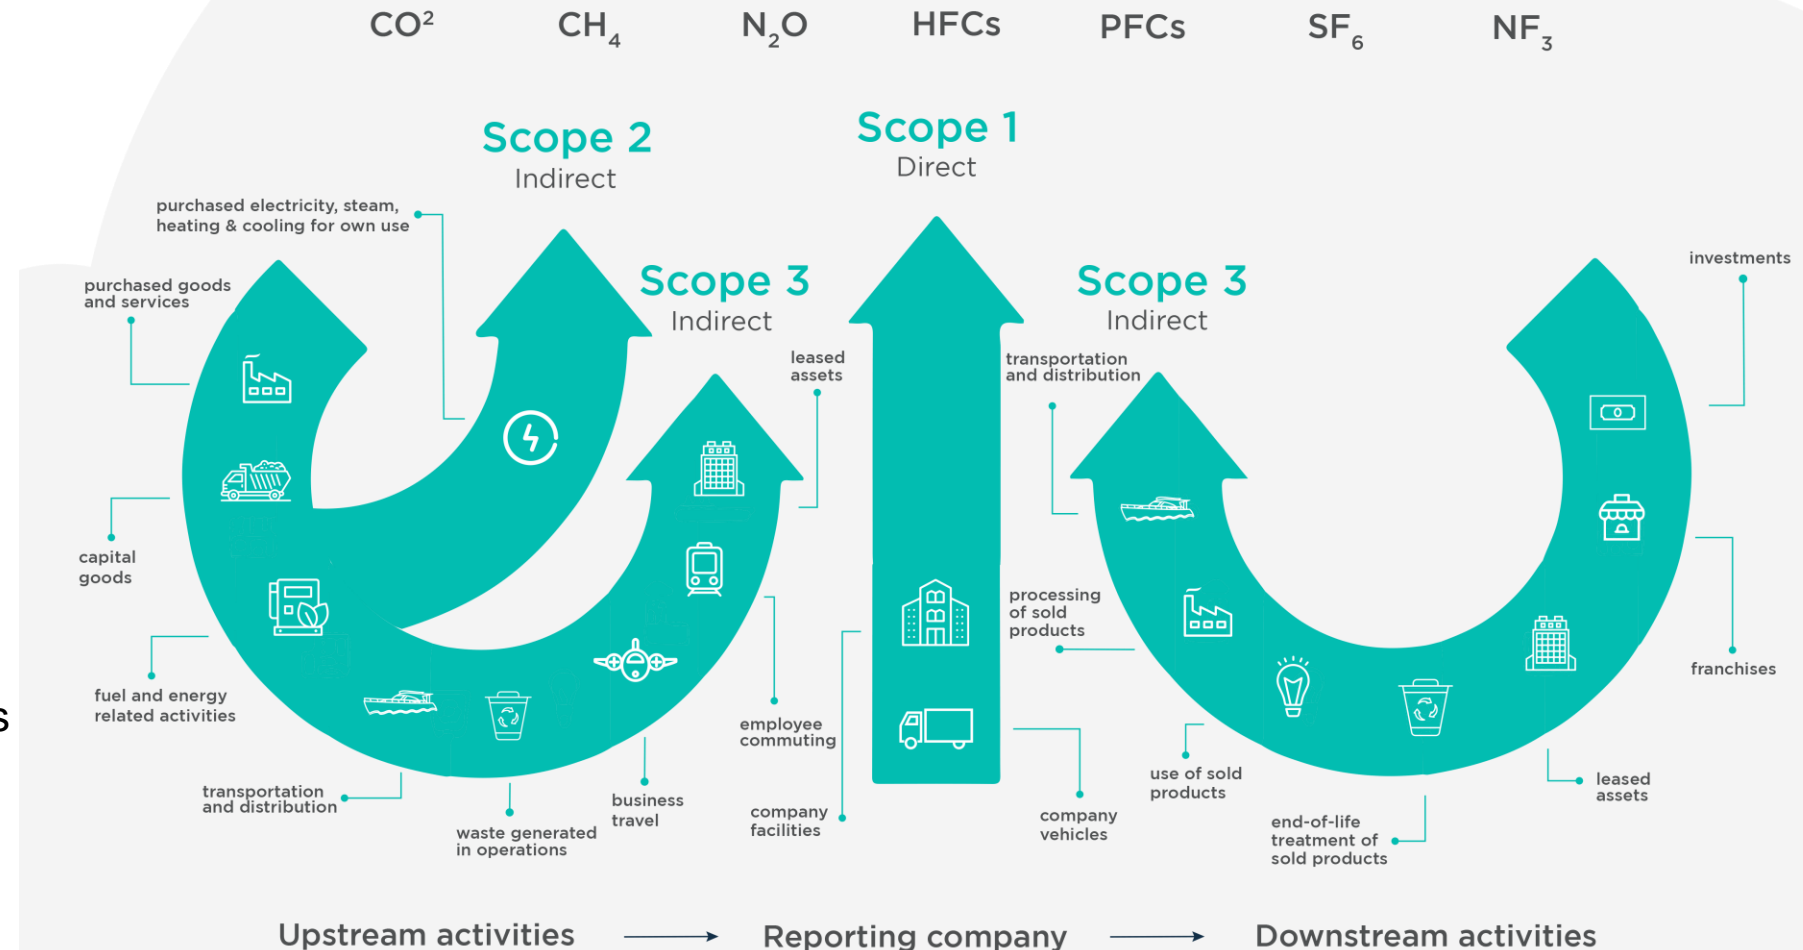 CO²
CH₄
N₂O
HFCs
PFCs
SF₆
NF₃
Scope 2
Indirect
Scope 1
Direct
purchased electricity, steam,
heating & cooling for own use
purchased goods
and services
Scope 3
Indirect
Scope 3
Indirect
investments
leased
assets
transportation
and distribution
capital
goods
processing
of sold
products
fuel and energy
related activities
franchises
employee
commuting
transportation
and distribution
business
travel
waste generated
in operations
company
facilities
company
vehicles
use of sold
products
end-of-life
treatment of
sold products
leased
assets
s
Upstream activities
Reporting company
Downstream activities